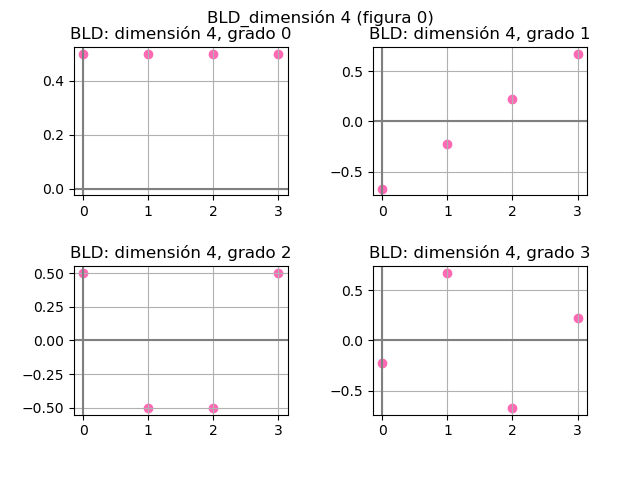 BLD_dimensión 4 (figura 0)
BLD: dimensión 4, grado 0
0.4
0.2
0.0
0 1 2 3
BLD: dimensión 4, grado 1
0.5
0.0
−0.5
0 1 2 3
BLD: dimensión 4, grado 2
0.50
0.25
0.00
−0.25
−0.50
0 1 2 3
BLD: dimensión 4, grado 3
0.5
0.0
−0.5
0 1 2 3